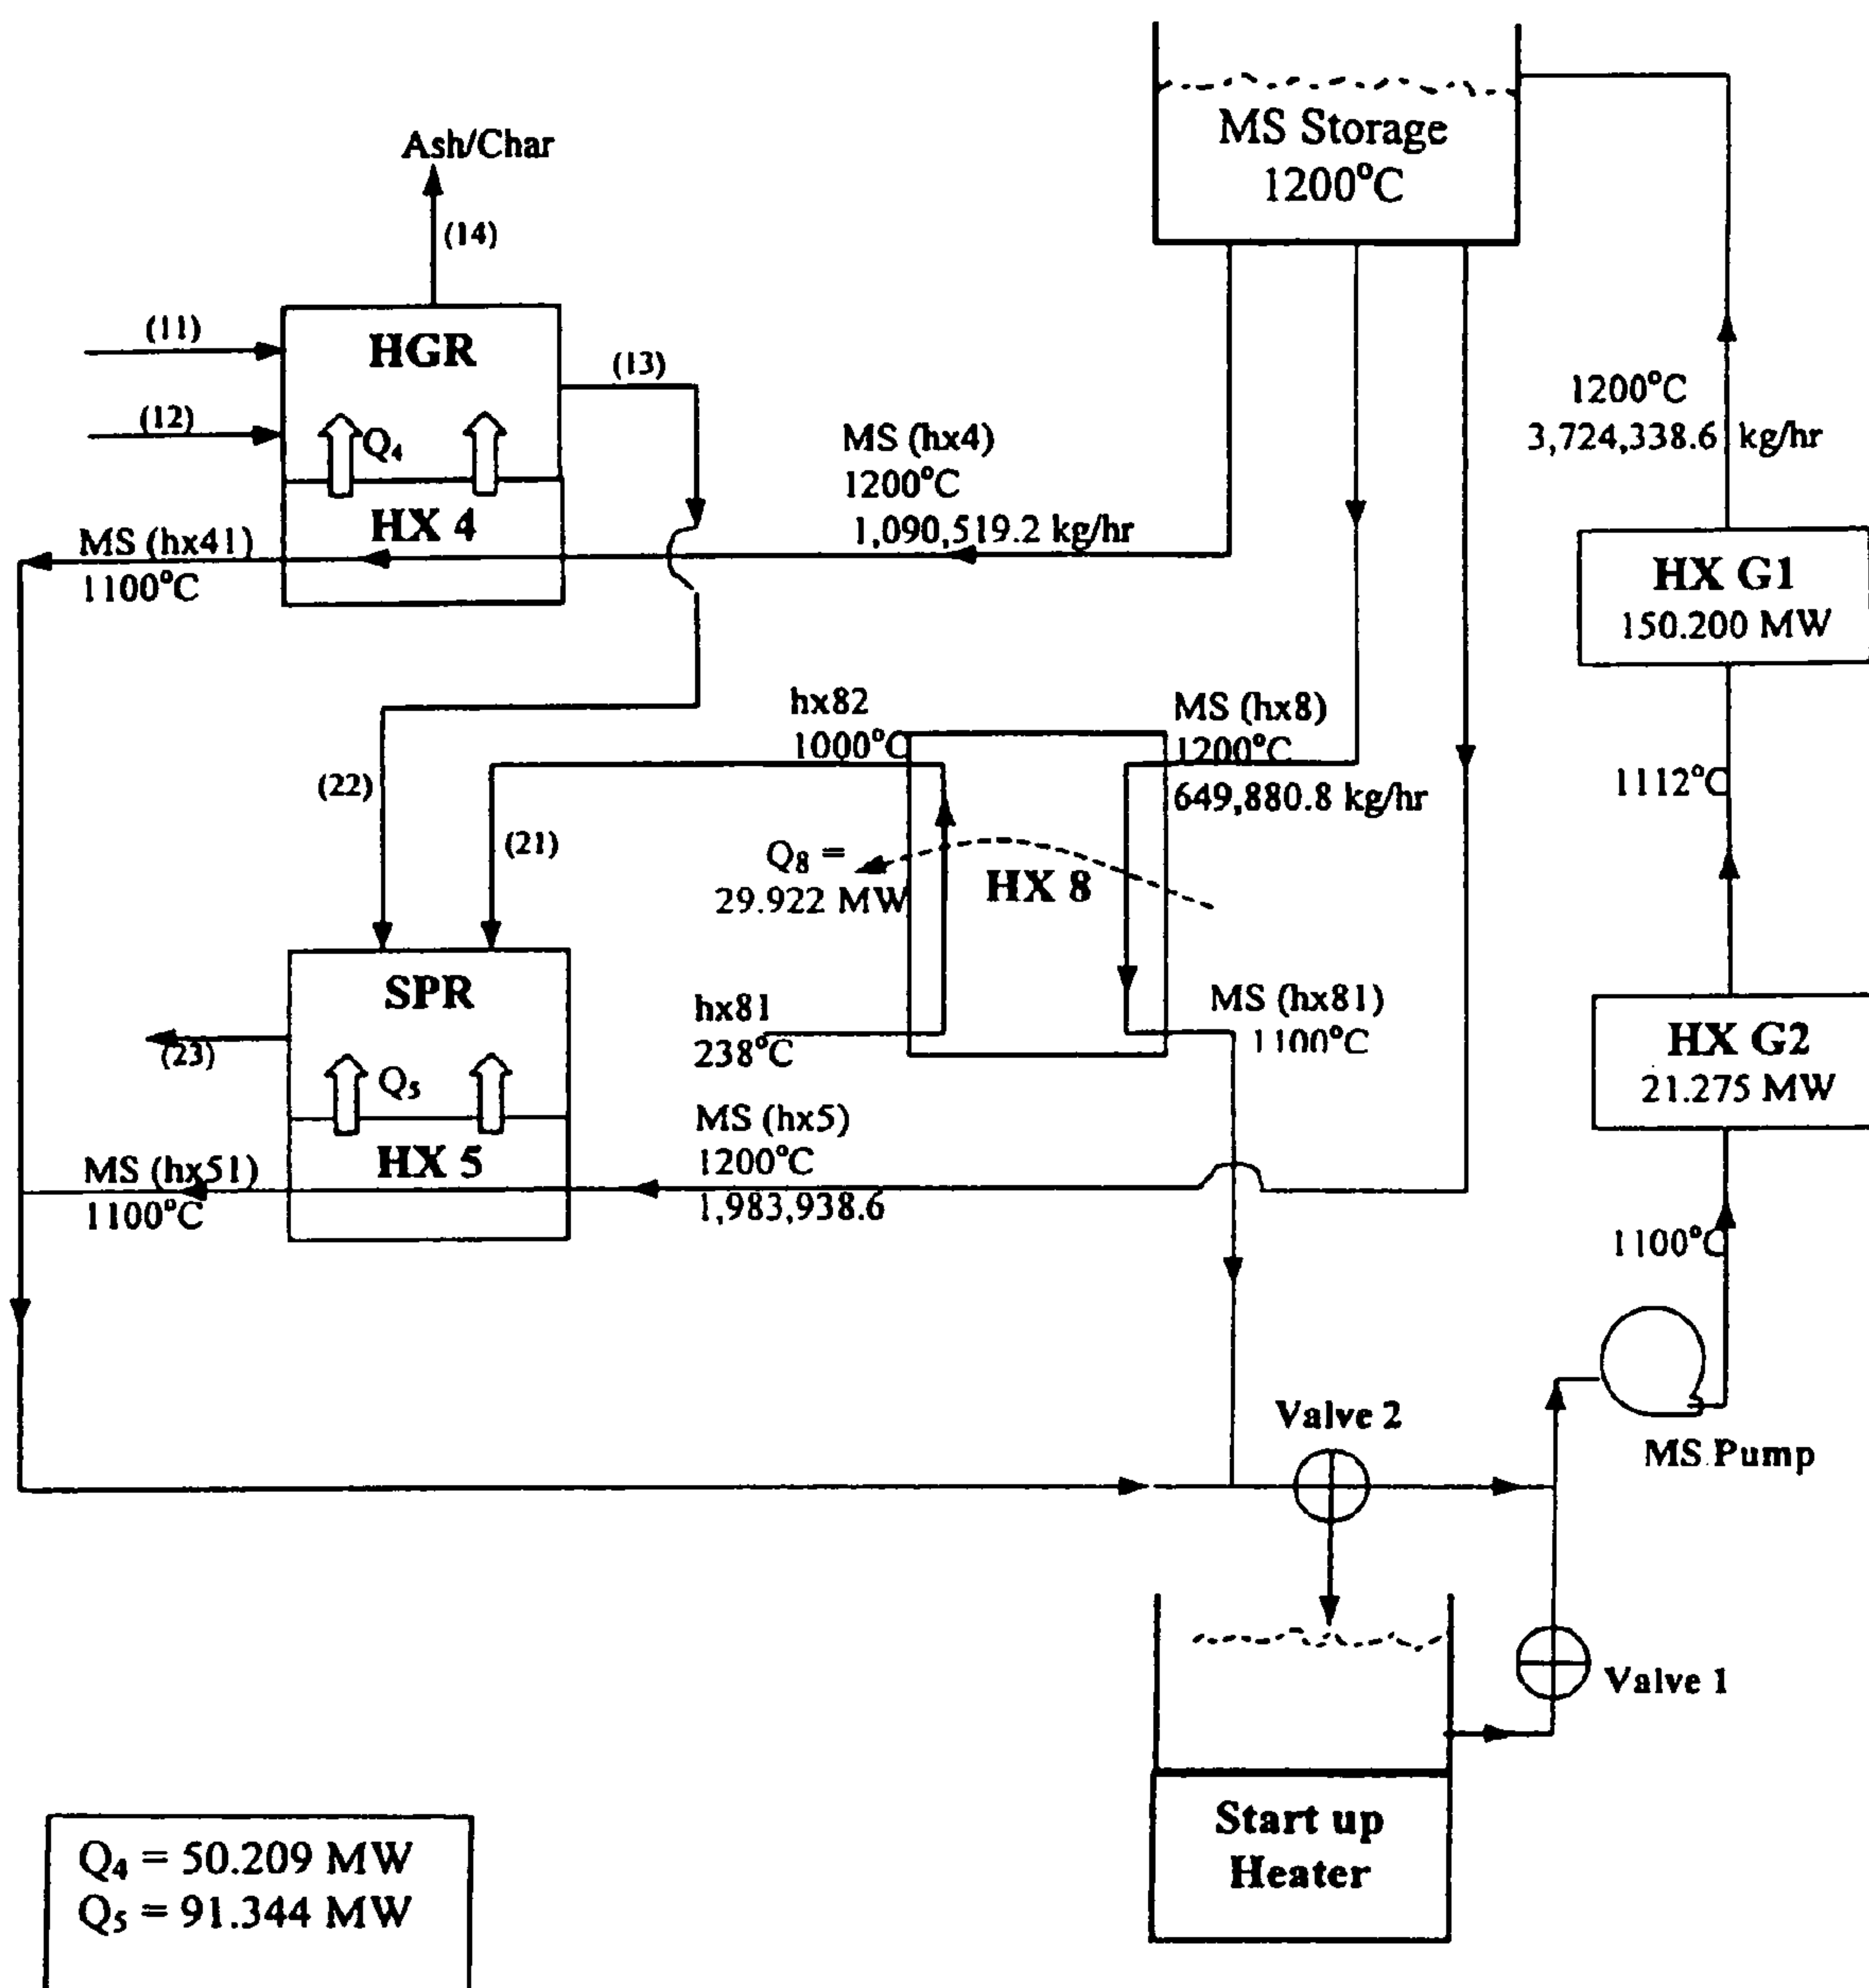 MS Storage
1200°C
Ash/Char
(14)
(11)
HGR
(13)
(12)
Q₄
HX 4
MS (hx4)
1200°C
1,090,519.2 kg/hr
MS (hx41)
1100°C
1200°C
3,724,338.6 kg/hr
HX G1
150.200 MW
1112°C
HX G2
21.275 MW
1100°C
hx82
1000°C
MS (hx8)
1200°C
649,880.8 kg/hr
(22)
(21)
Q₈ =
29.922 MW
HX 8
SPR
hx81
238°C
MS (hx81)
1100°C
(23)
Q₅
HX 5
MS (hx5)
1200°C
1,983,938.6
MS (hx51)
1100°C
Valve 2
MS Pump
Valve 1
Start up
Heater
Q₄ = 50.209 MW
Q₅ = 91.344 MW